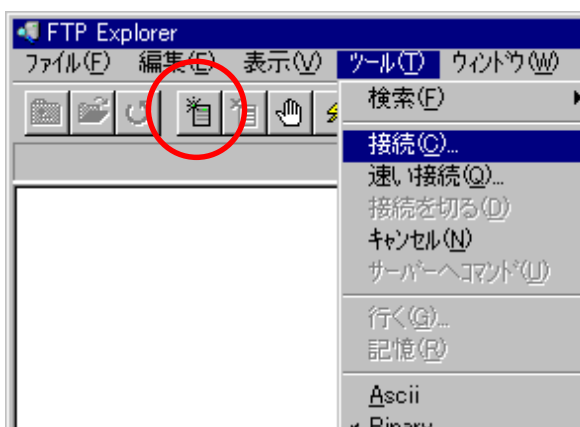 FTP Explorer
ファイル(F) 編集(E) 表示(V) ツール(T) ウィンドウ(W)
検索(F)
接続(C)...
速い接続(Q)...
接続を切る(D)
キャンセル(N)
サーバーへコマンド(U)
行く(G)...
記憶(R)
Ascii
Binary